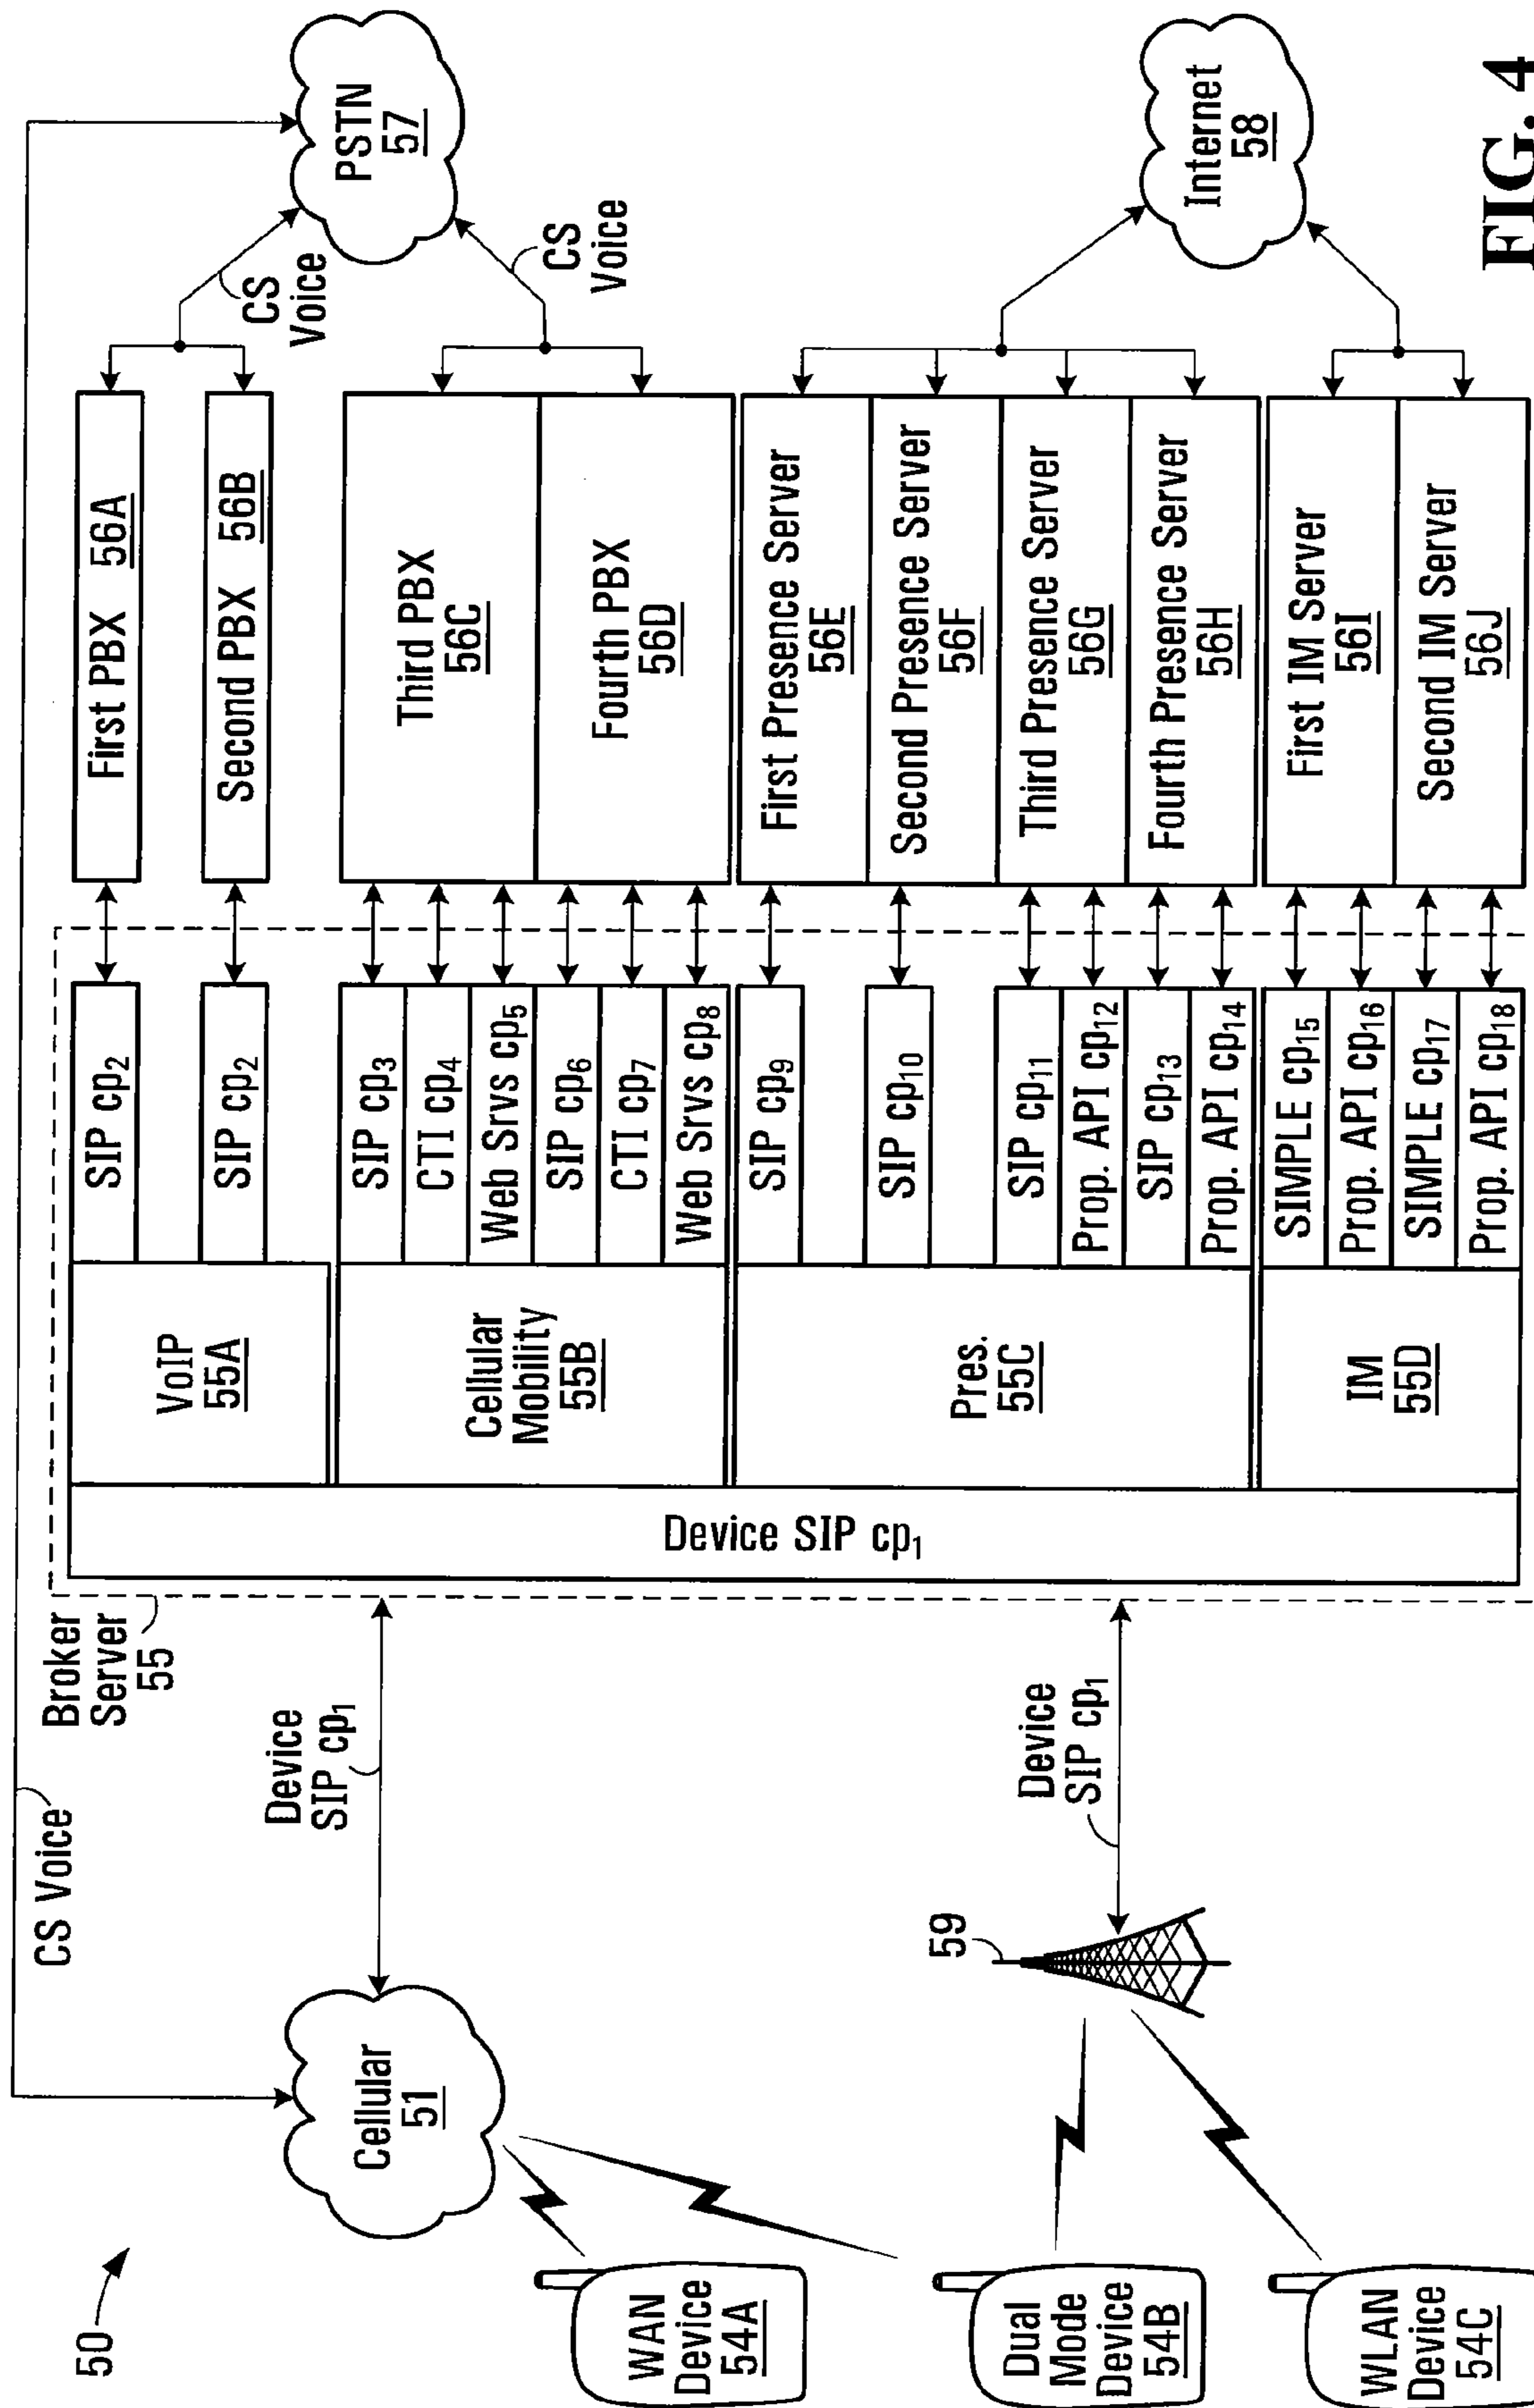 50
CS Voice
Cellular
51
WAN
Device
54A
Dual
Mode
Device
54B
WLAN
Device
54C
59
Device
SIP cp₁
Device
SIP cp₁
Broker
Server
55
Device SIP cp₁
VoIP
55A
Cellular
Mobility
55B
Pres.
55C
IM
55D
SIP cp₂
SIP cp₂
SIP cp₃
CTI cp₄
Web Srvs cp₅
SIP cp₆
CTI cp₇
Web Srvs cp₈
SIP cp₉
SIP cp₁₀
SIP cp₁₁
Prop. API cp₁₂
SIP cp₁₃
Prop. API cp₁₄
SIMPLE cp₁₅
Prop. API cp₁₆
SIMPLE cp₁₇
Prop. API cp₁₈
First PBX 56A
Second PBX 56B
Third PBX
56C
Fourth PBX
56D
First Presence Server
56E
Second Presence Server
56F
Third Presence Server
56G
Fourth Presence Server
56H
First IM Server
56I
Second IM Server
56J
CS
Voice
CS
Voice
PSTN
57
Internet
58
FIG. 4